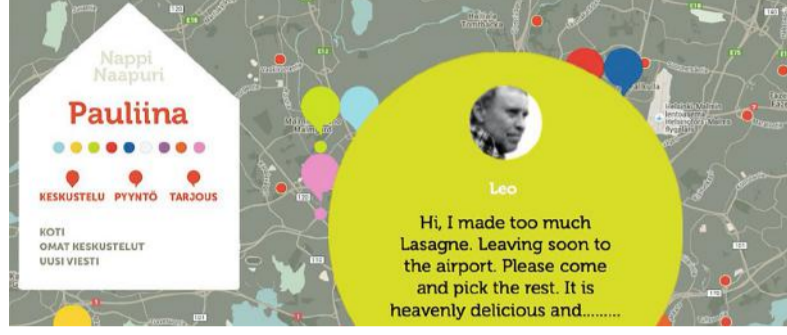 Nappi
Naapuri
Pauliina
KESKUSTELU PYYNTÖ TARJOUS
KOTI
OMAT KESKUSTELUT
UUSI VIESTI
Leo
Hi, I made too much
Lasagne. Leaving soon to
the airport. Please come
and pick the rest. It is
heavenly delicious and.........